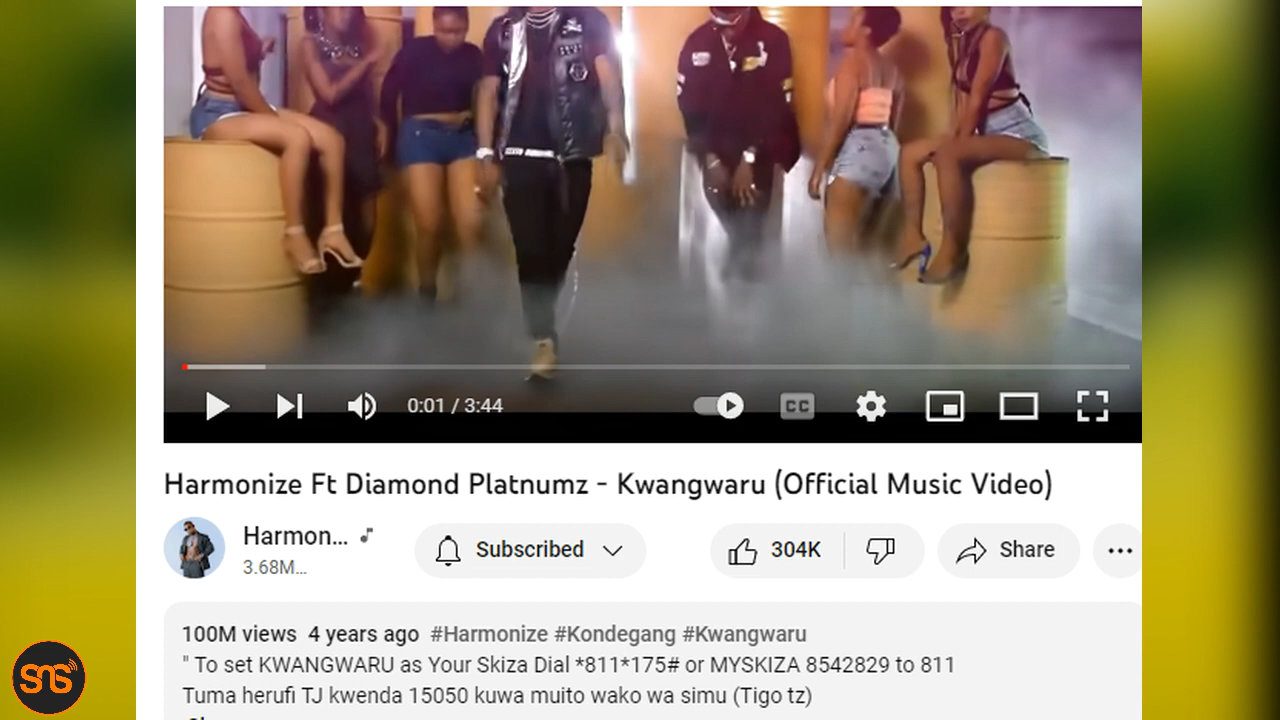 0:01 / 3:44
CC
Harmonize Ft Diamond Platnumz - Kwangwaru (Official Music Video)
Harmon...
3.68M...
Subscribed
304K
Share
100M views 4 years ago #Harmonize #Kondegang #Kwangwaru
" To set KWANGWARU as Your Skiza Dial *811*175# or MYSKIZA 8542829 to 811
Tuma herufi TJ kwenda 15050 kuwa muito wako wa simu (Tigo tz)
SNS